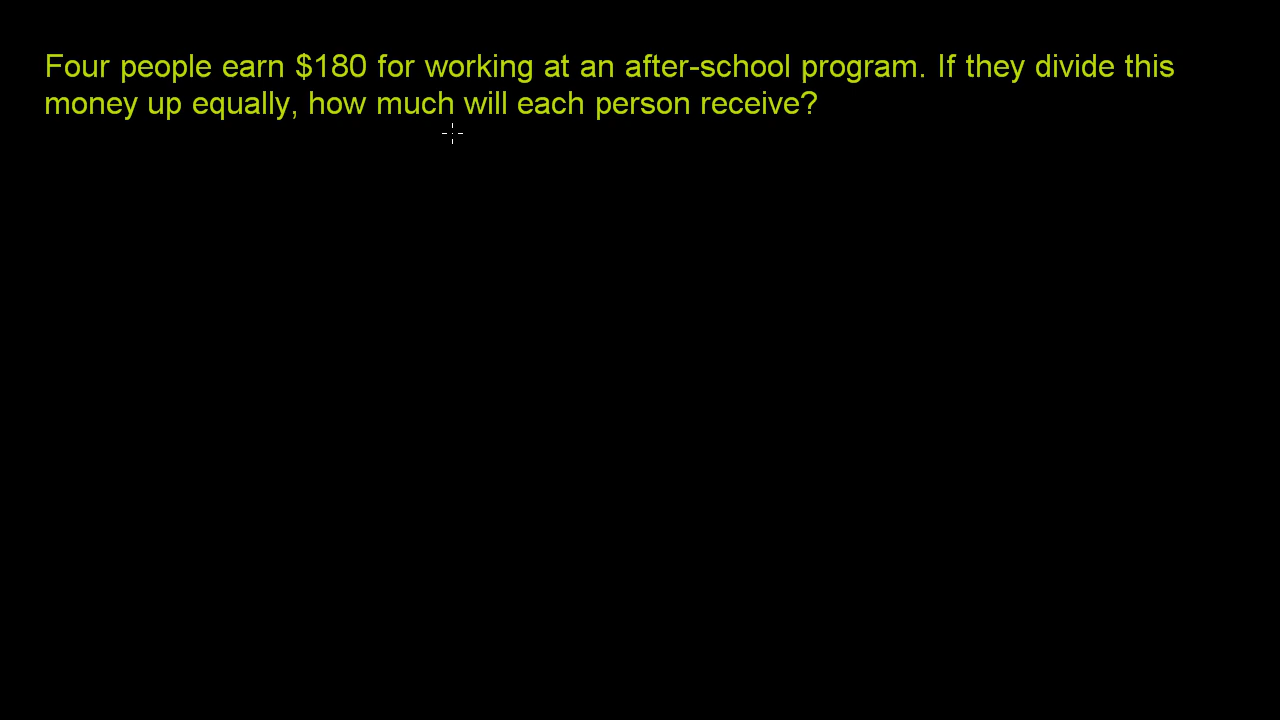 Four people earn $180 for working at an after-school program. If they divide this
money up equally, how much will each person receive?